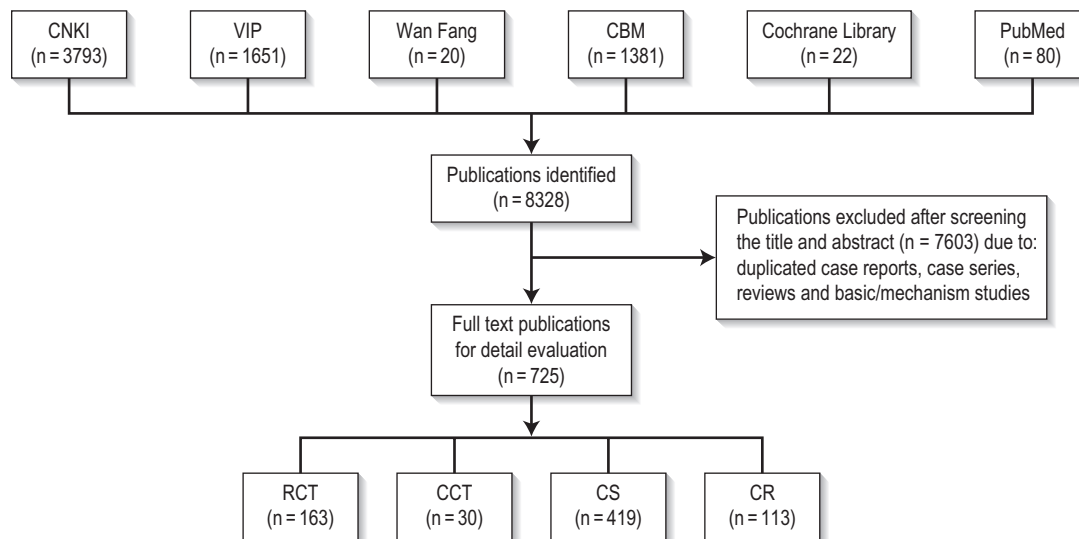 CNKI
(n = 3793)
VIP
(n = 1651)
Wan Fang
(n = 20)
CBM
(n = 1381)
Cochrane Library
(n = 22)
PubMed
(n = 80)
Publications identified
(n = 8328)
Publications excluded after screening
the title and abstract (n = 7603) due to:
duplicated case reports, case series,
reviews and basic/mechanism studies
Full text publications
for detail evaluation
(n = 725)
RCT
(n = 163)
CCT
(n = 30)
CS
(n = 419)
CR
(n = 113)